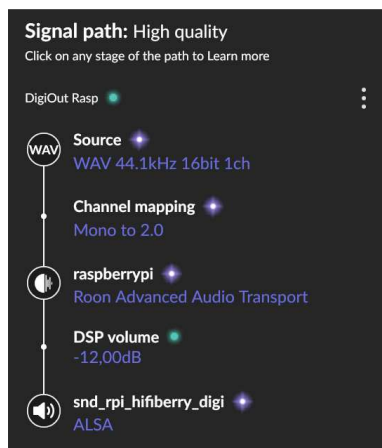 Signal path: High quality
Click on any stage of the path to Learn more
DigiOut Rasp
WAV
Source
WAV 44.1kHz 16bit 1ch
Channel mapping
Mono to 2.0
raspberrypi
Roon Advanced Audio Transport
DSP volume
-12,00dB
snd_rpi_hifiberry_digi
ALSA